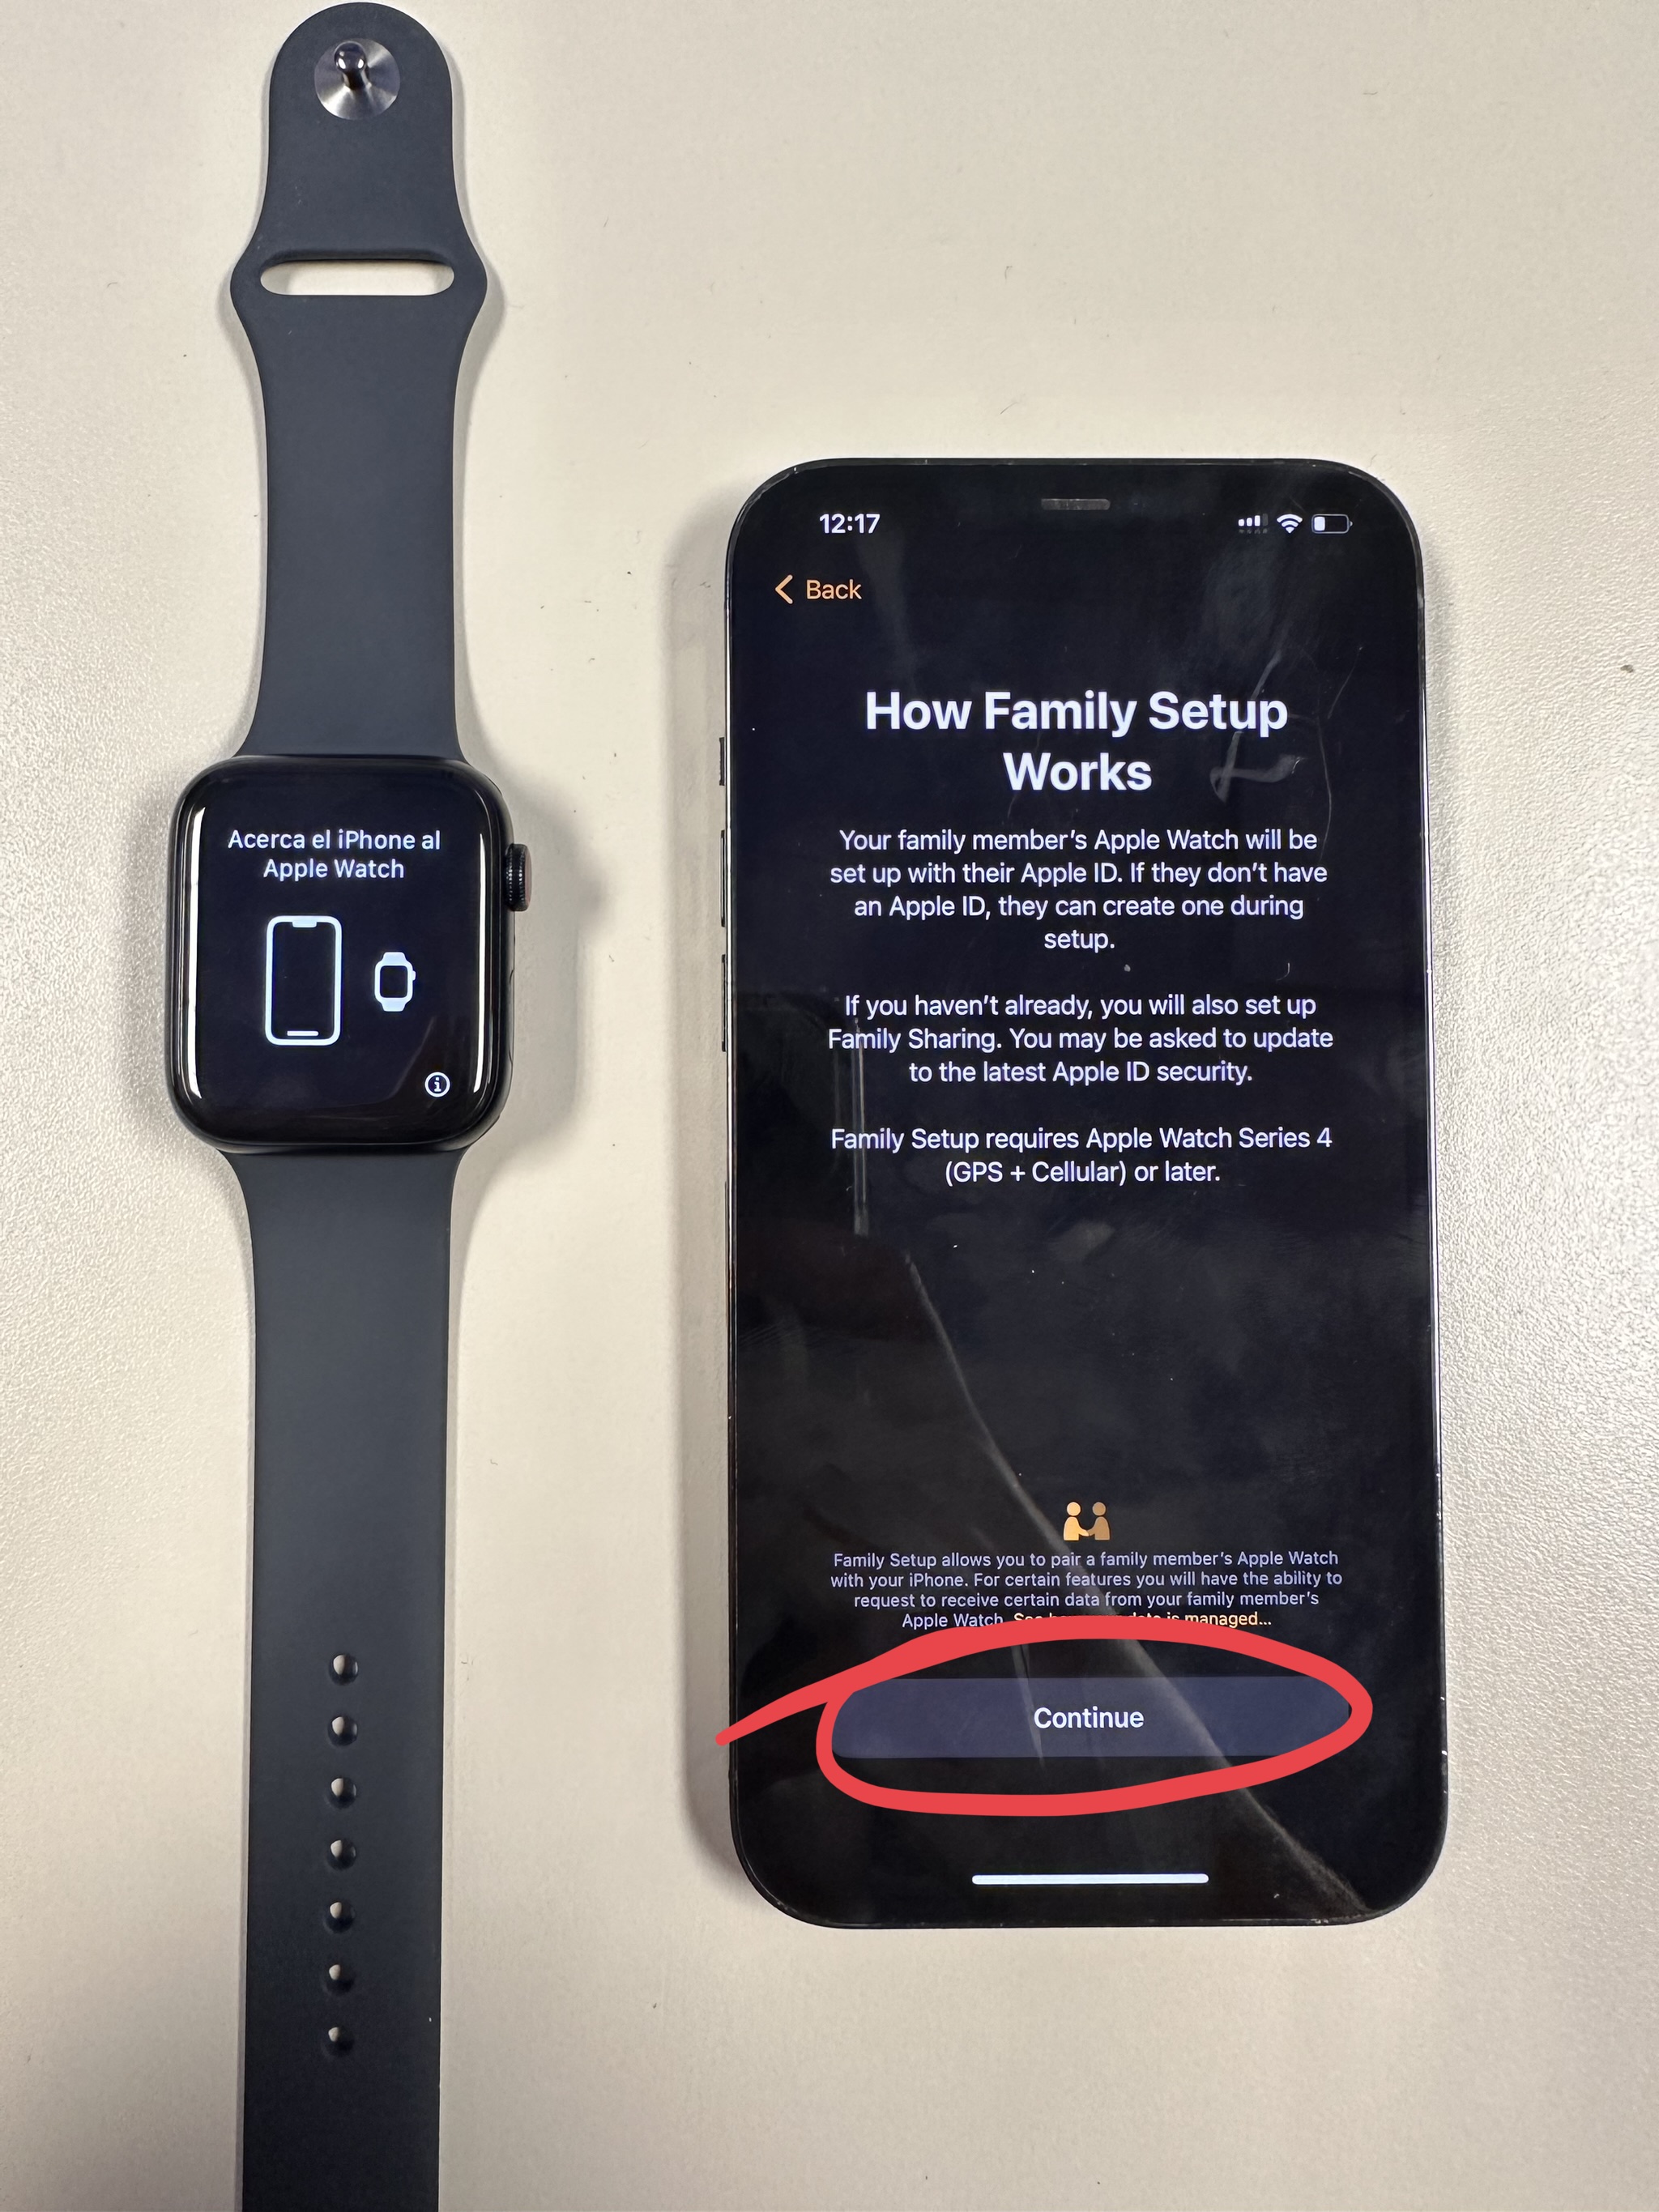 Acerca el iPhone al
Apple Watch
12:17
Back
How Family Setup
Works
Your family member's Apple Watch will be
set up with their Apple ID. If they don't have
an Apple ID, they can create one during
setup.
If you haven't already, you will also set up
Family Sharing. You may be asked to update
to the latest Apple ID security.
Family Setup requires Apple Watch Series 4
(GPS + Cellular) or later.
Family Setup allows you to pair a family member's Apple Watch
with your iPhone. For certain features you will have the ability to
request to receive certain data from your family member's
Apple Watch. is managed...
Continue